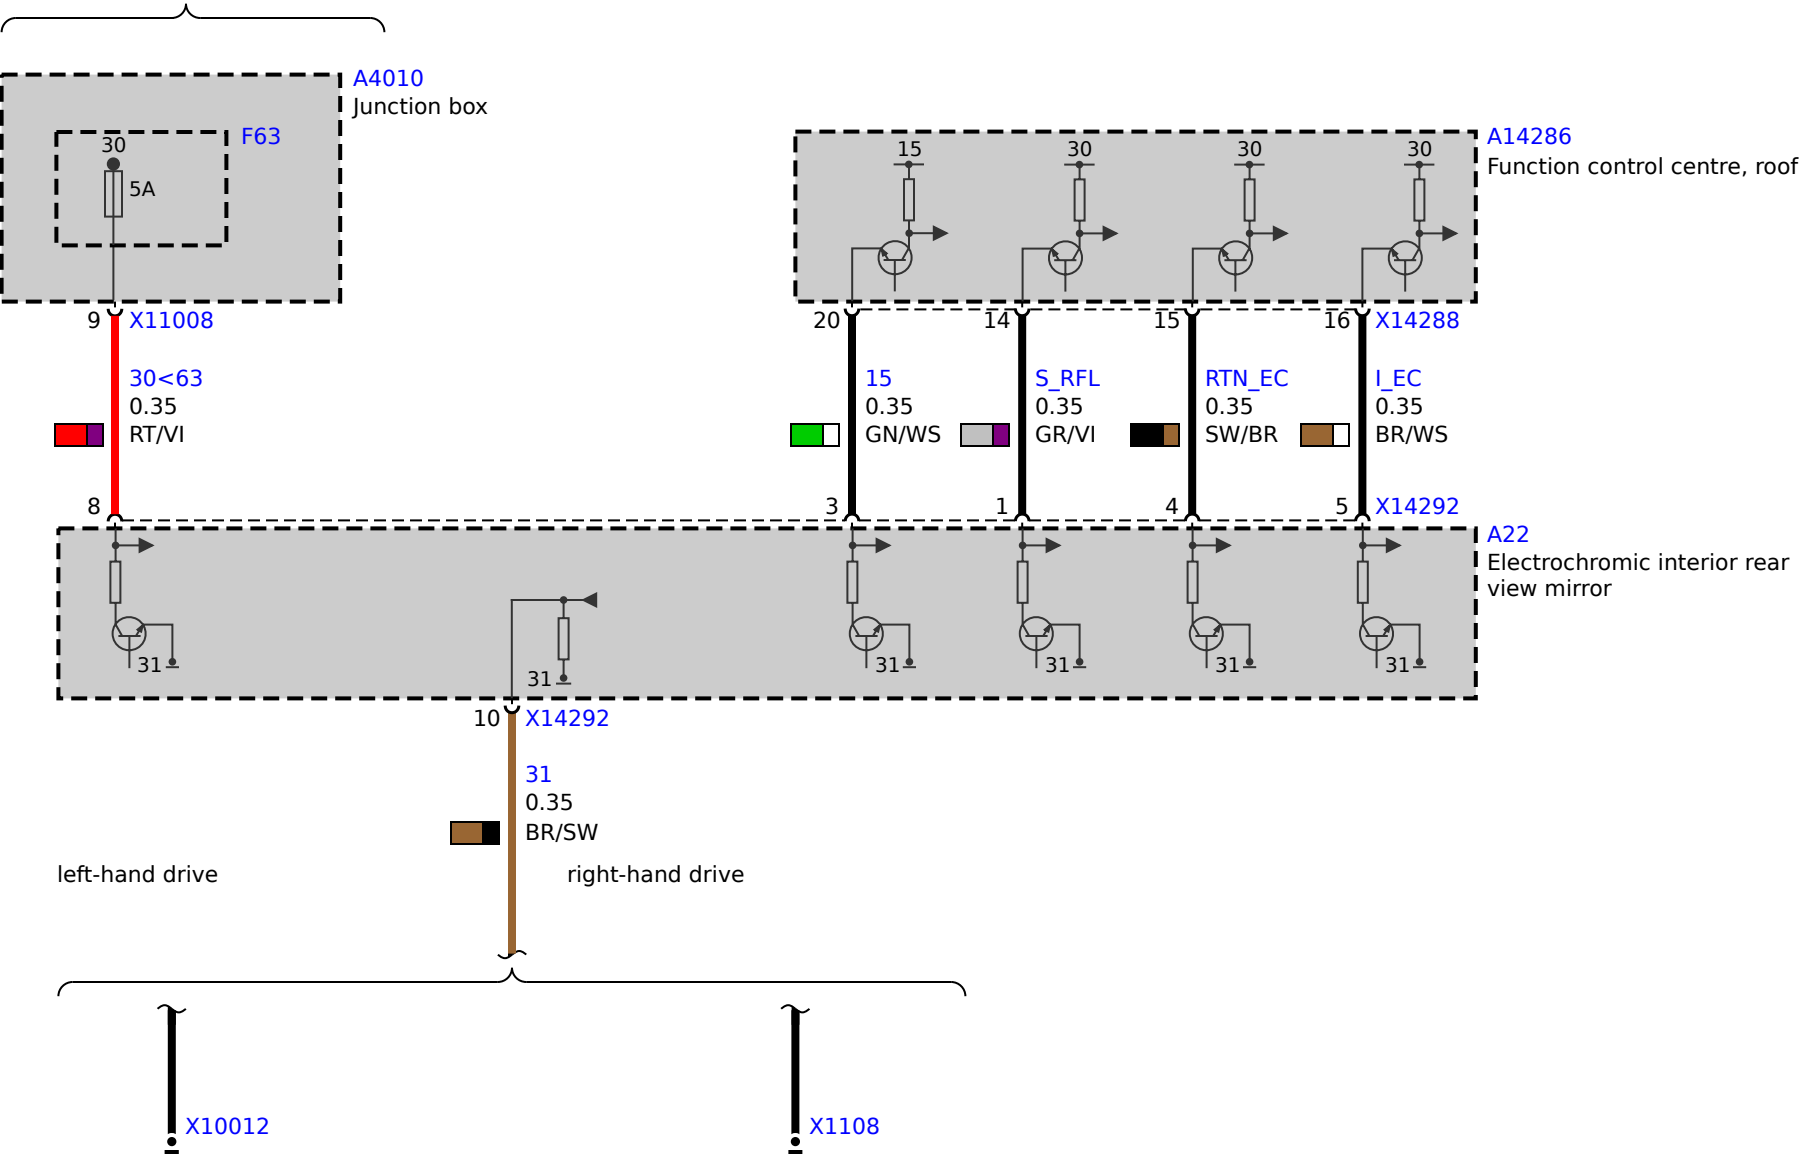 A4010
Junction box
F63
30
5A
A14286
Function control centre, roof
15
30
30
30
9
X11008
20
14
15
16
X14288
30<63
0.35
RT/VI
15
0.35
GN/WS
S_RFL
0.35
GR/VI
RTN_EC
0.35
SW/BR
I_EC
0.35
BR/WS
8
3
1
4
5
X14292
A22
Electrochromic interior rear
view mirror
31
31
31
31
31
31
10
X14292
31
0.35
BR/SW
left-hand drive
right-hand drive
X10012
X1108